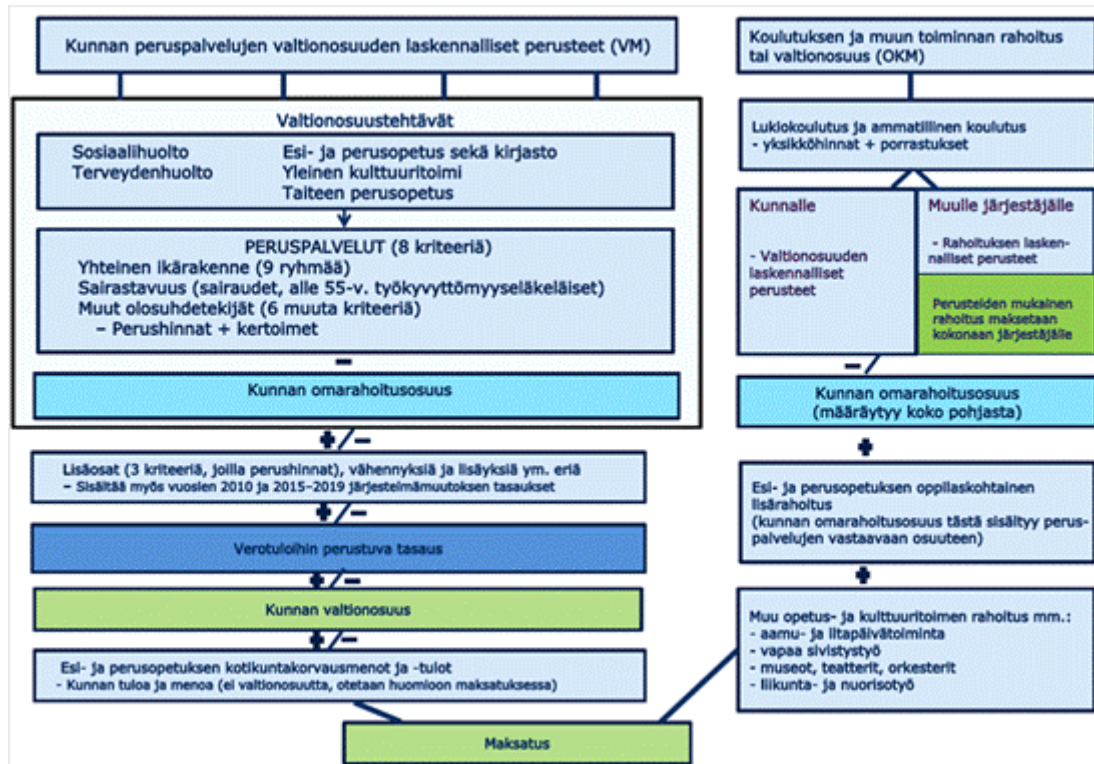 Kunnan peruspalvelujen valtionosuuden laskennalliset perusteet (VM)
Valtionosuustehtävät
Sosiaalihuolto
Terveydenhuolto
Esi- ja perusopetus sekä kirjasto
Yleinen kulttuuritoimi
Taiteen perusopetus
PERUSPALVELUT (8 kriteeriä)
Yhteinen ikärakenne (9 ryhmää)
Sairastavuus (sairaudet, alle 55-v. työkyvyttömyyseläkeläiset)
Muut olosuhdetekijät (6 muuta kriteeriä)
– Perushinnat + kertoimet
–
Kunnan omarahoitusosuus
+/–
Lisäosat (3 kriteeriä, joilla perushinnat), vähennyksiä ja lisäyksiä ym. eriä
– Sisältää myös vuosien 2010 ja 2015–2019 järjestelmämuutoksen tasaukset
Verotuloihin perustuva tasaus
+/–
Kunnan valtionosuus
+/–
Esi- ja perusopetuksen kotikuntakorvausmenot ja -tulot
- Kunnan tuloa ja menoa (ei valtionosuutta, otetaan huomioon maksatuksessa)
Koulutuksen ja muun toiminnan rahoitus
tai valtionosuus (OKM)
Lukiokoulutus ja ammatillinen koulutus
- yksikköhinnat + porrastukset
Kunnalle
- Valtionosuuden
laskennalliset
perusteet
Muulle järjestäjälle
- Rahoituksen lasken-
nalliset perusteet
Perusteiden mukainen
rahoitus maksetaan
kokonaan järjestäjälle
–
Kunnan omarahoitusosuus
(määräytyy koko pohjasta)
+
Esi- ja perusopetuksen oppilaskohtainen
lisärahoitus
(kunnan omarahoitusosuus tästä sisältyy perus-
palvelujen vastaavaan osuuteen)
+
Muu opetus- ja kulttuuritoimen rahoitus mm.:
- aamu- ja iltapäivätoiminta
- vapaa sivistystyö
- museot, teatterit, orkesterit
- liikunta- ja nuorisotyö
Maksatus